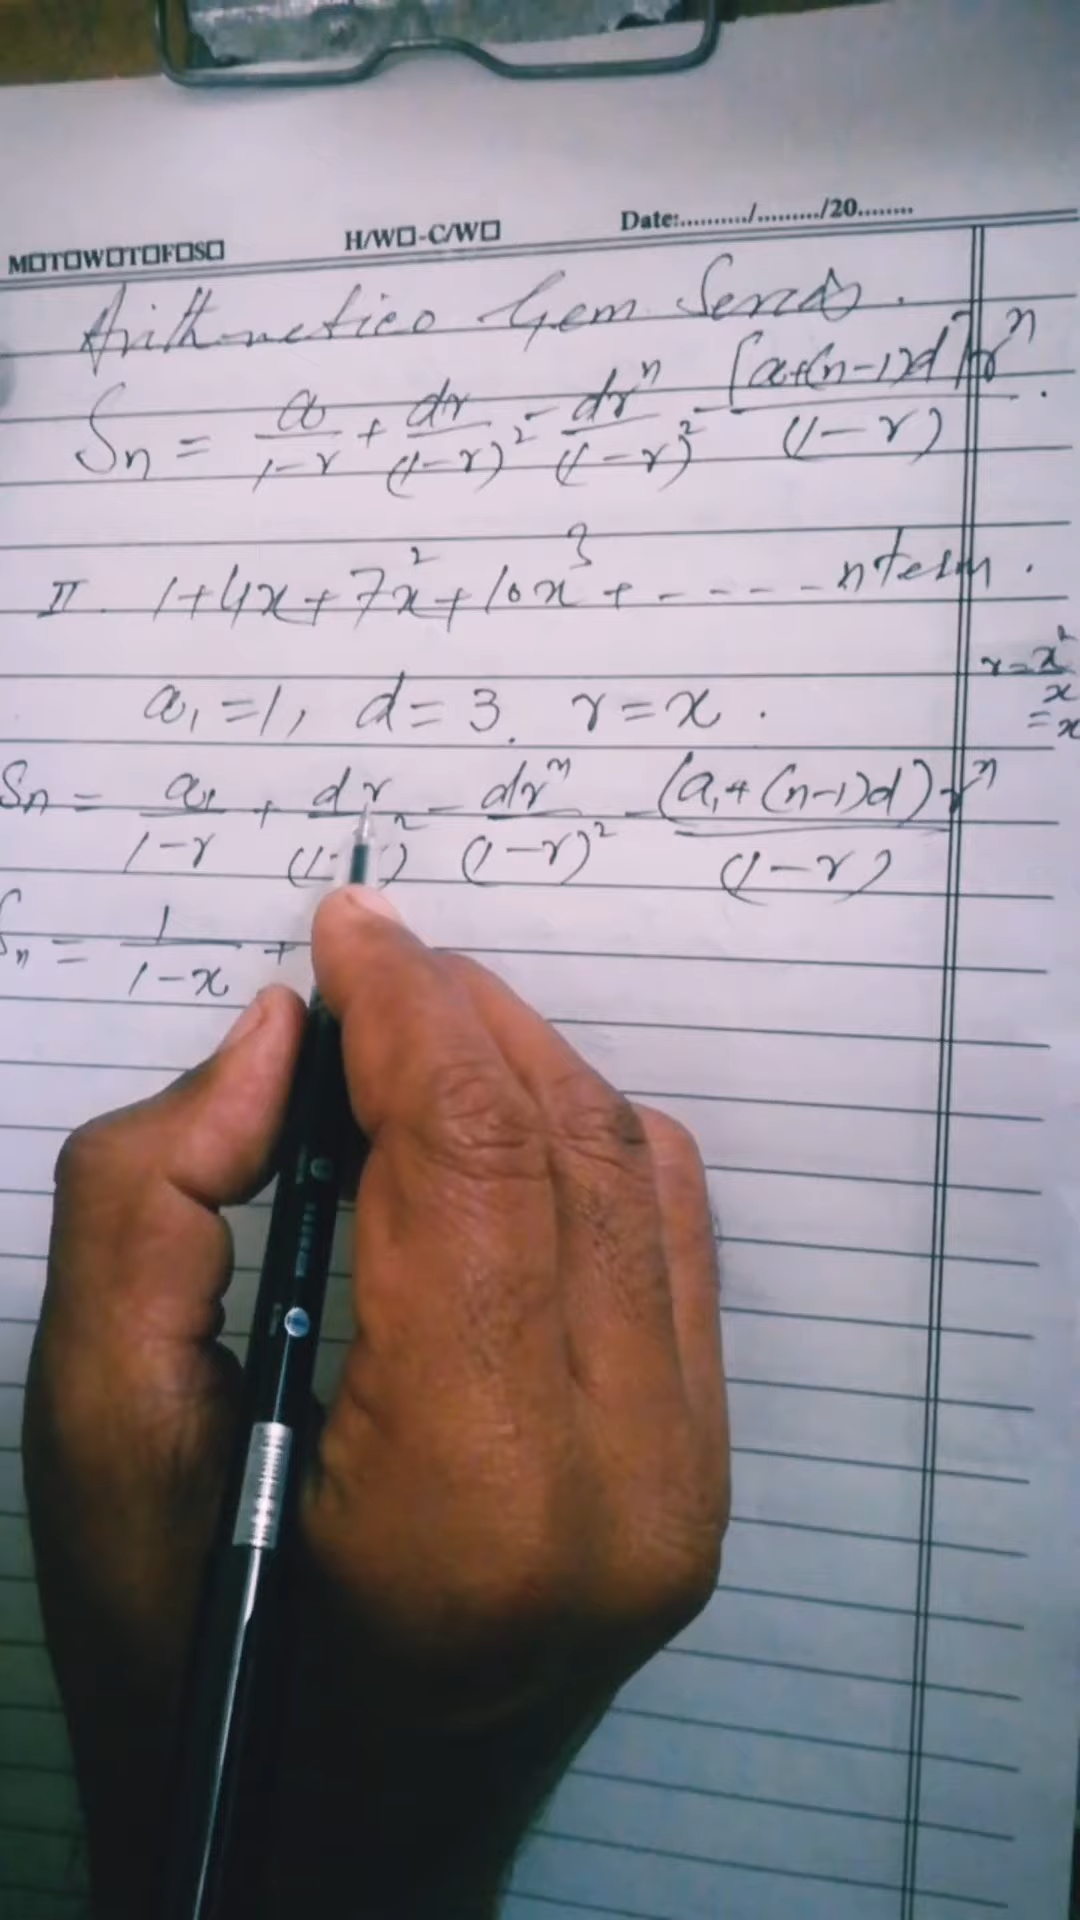 M☐T☐W☐T☐F☐S☐ H/W☐-C/W☐ Date:........../........./20........
Arithmetico Geom Series.
Sn = a/1-r + dr/(1-r)² - drⁿ/(1-r)² - [a+(n-1)d]rⁿ/(1-r).
II. 1+4x+7x²+10x³+ ----- n term.
r = x²/x
= x
a₁=1, d=3. r=x.
Sn = a₁/1-r + dr/(1-r)² - drⁿ/(1-r)² - (a₁+(n-1)d)rⁿ/(1-r)
Sn = 1/1-x +